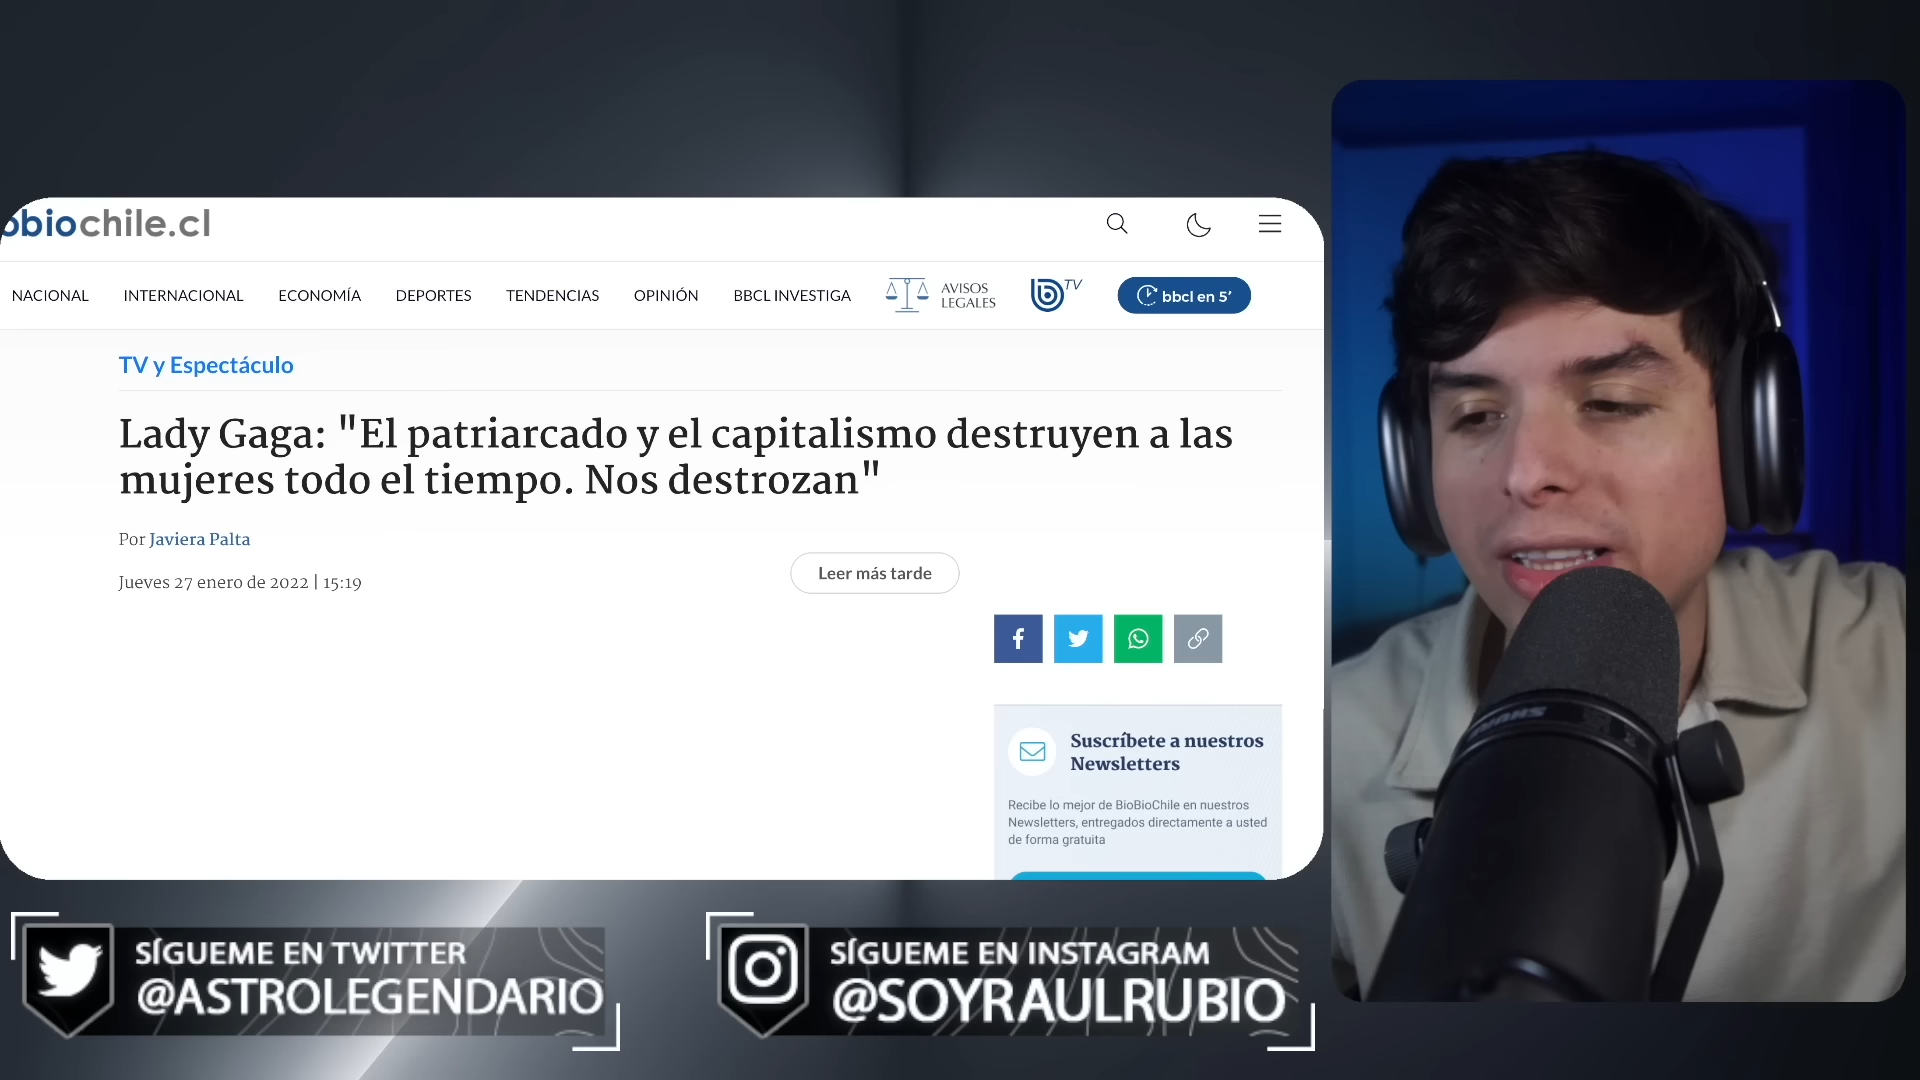 obiochile.cl
NACIONAL INTERNACIONAL ECONOMÍA DEPORTES TENDENCIAS OPINIÓN BBCL INVESTIGA AVISOS LEGALES TV bbcl en 5'
TV y Espectáculo
Lady Gaga: "El patriarcado y el capitalismo destruyen a las
mujeres todo el tiempo. Nos destrozan"
Por Javiera Palta
Jueves 27 enero de 2022 | 15:19
Leer más tarde
Suscríbete a nuestros
Newsletters
Recibe lo mejor de BioBioChile en nuestros
Newsletters, entregados directamente a usted
de forma gratuita
SÍGUEME EN TWITTER
@ASTROLEGENDARIO
SÍGUEME EN INSTAGRAM
@SOYRAULRUBIO
SHURE